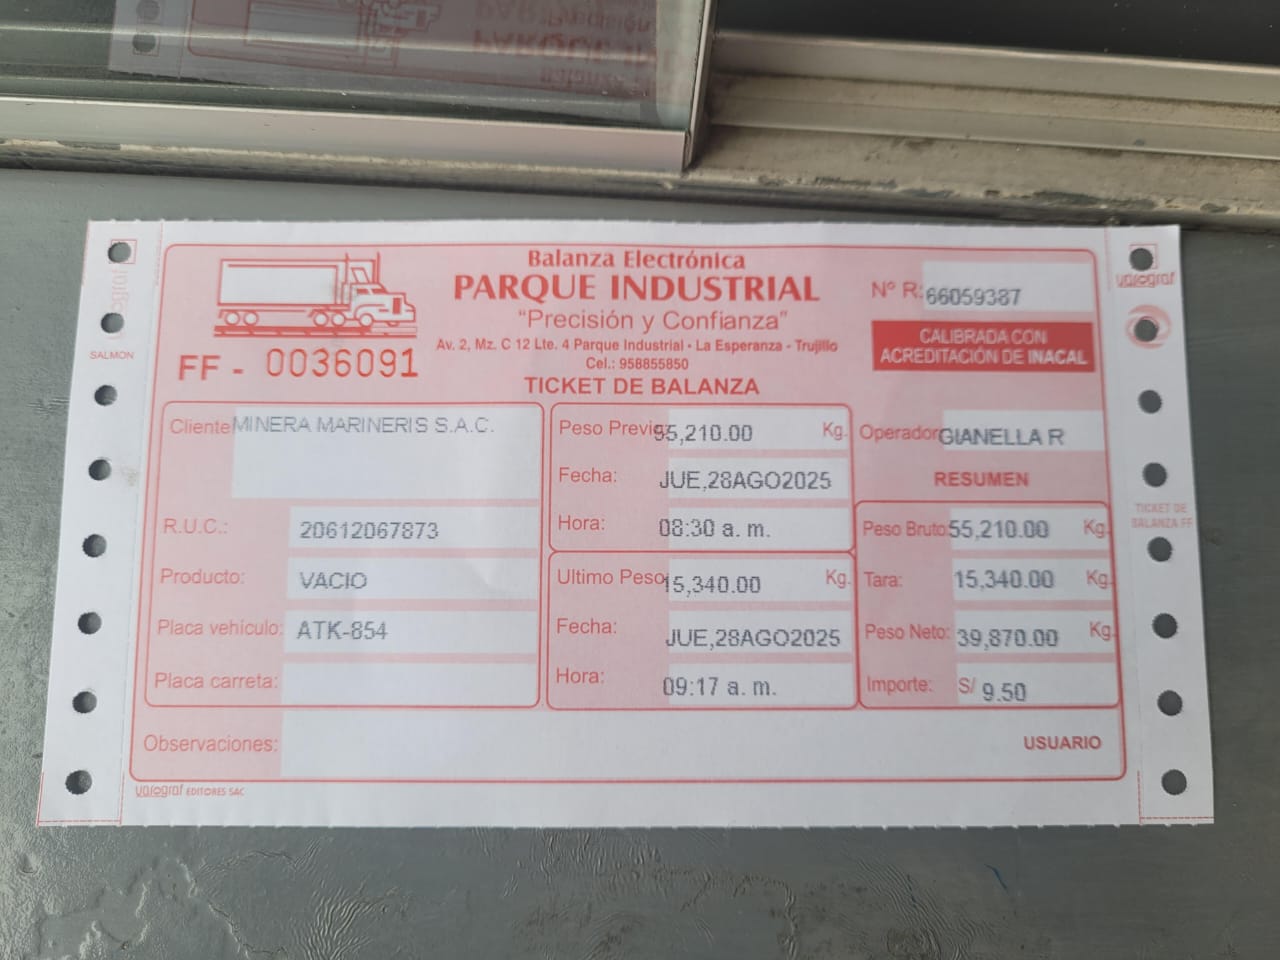 Balanza Electrónica
PARQUE INDUSTRIAL
"Precisión y Confianza"
Av. 2, Mz. C 12 Lte. 4 Parque Industrial - La Esperanza - Trujillo
Cel.: 958855850
TICKET DE BALANZA
FF - 0036091
Nº R: 66059387
CALIBRADA CON
ACREDITACIÓN DE INACAL
SALMON
Cliente MINERA MARINERIS S.A.C.
R.U.C.: 20612067873
Producto: VACIO
Placa vehículo: ATK-854
Placa carreta:
Peso Previo 55,210.00 Kg.
Fecha: JUE,28AGO2025
Hora: 08:30 a. m.
Ultimo Peso 15,340.00 Kg.
Fecha: JUE,28AGO2025
Hora: 09:17 a. m.
Operador GIANELLA R
RESUMEN
Peso Bruto 55,210.00 Kg.
Tara: 15,340.00 Kg.
Peso Neto: 39,870.00 Kg.
Importe: S/ 9.50
Observaciones:
USUARIO
valograf EDITORES SAC
valograf
TICKET DE
BALANZA FF